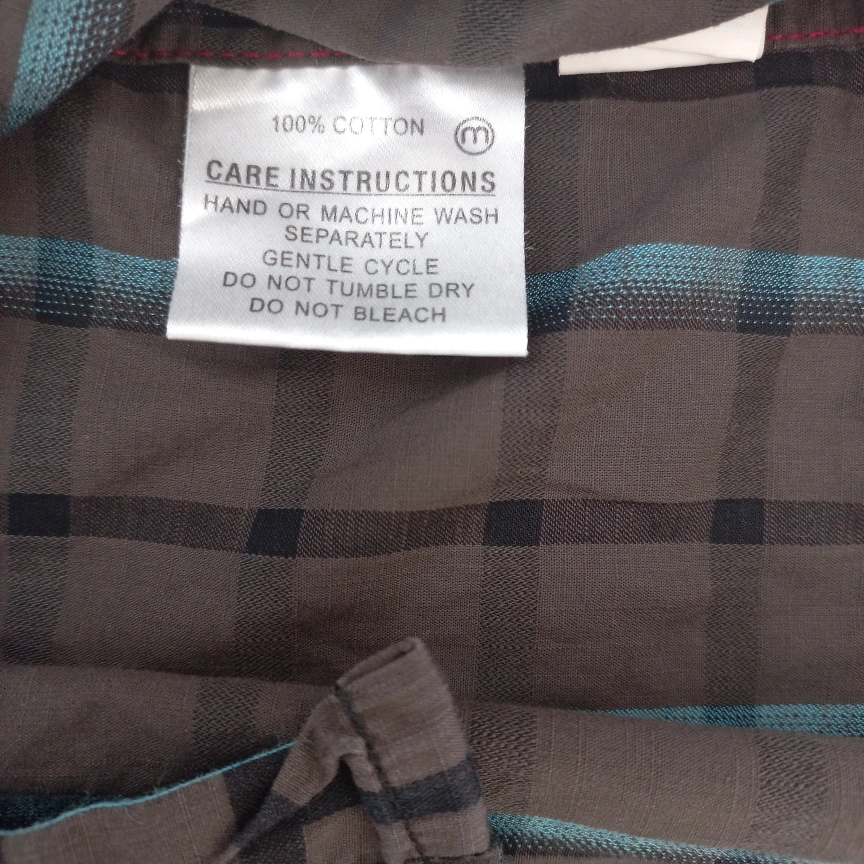 100% COTTON m
CARE INSTRUCTIONS
HAND OR MACHINE WASH
SEPARATELY
GENTLE CYCLE
DO NOT TUMBLE DRY
DO NOT BLEACH